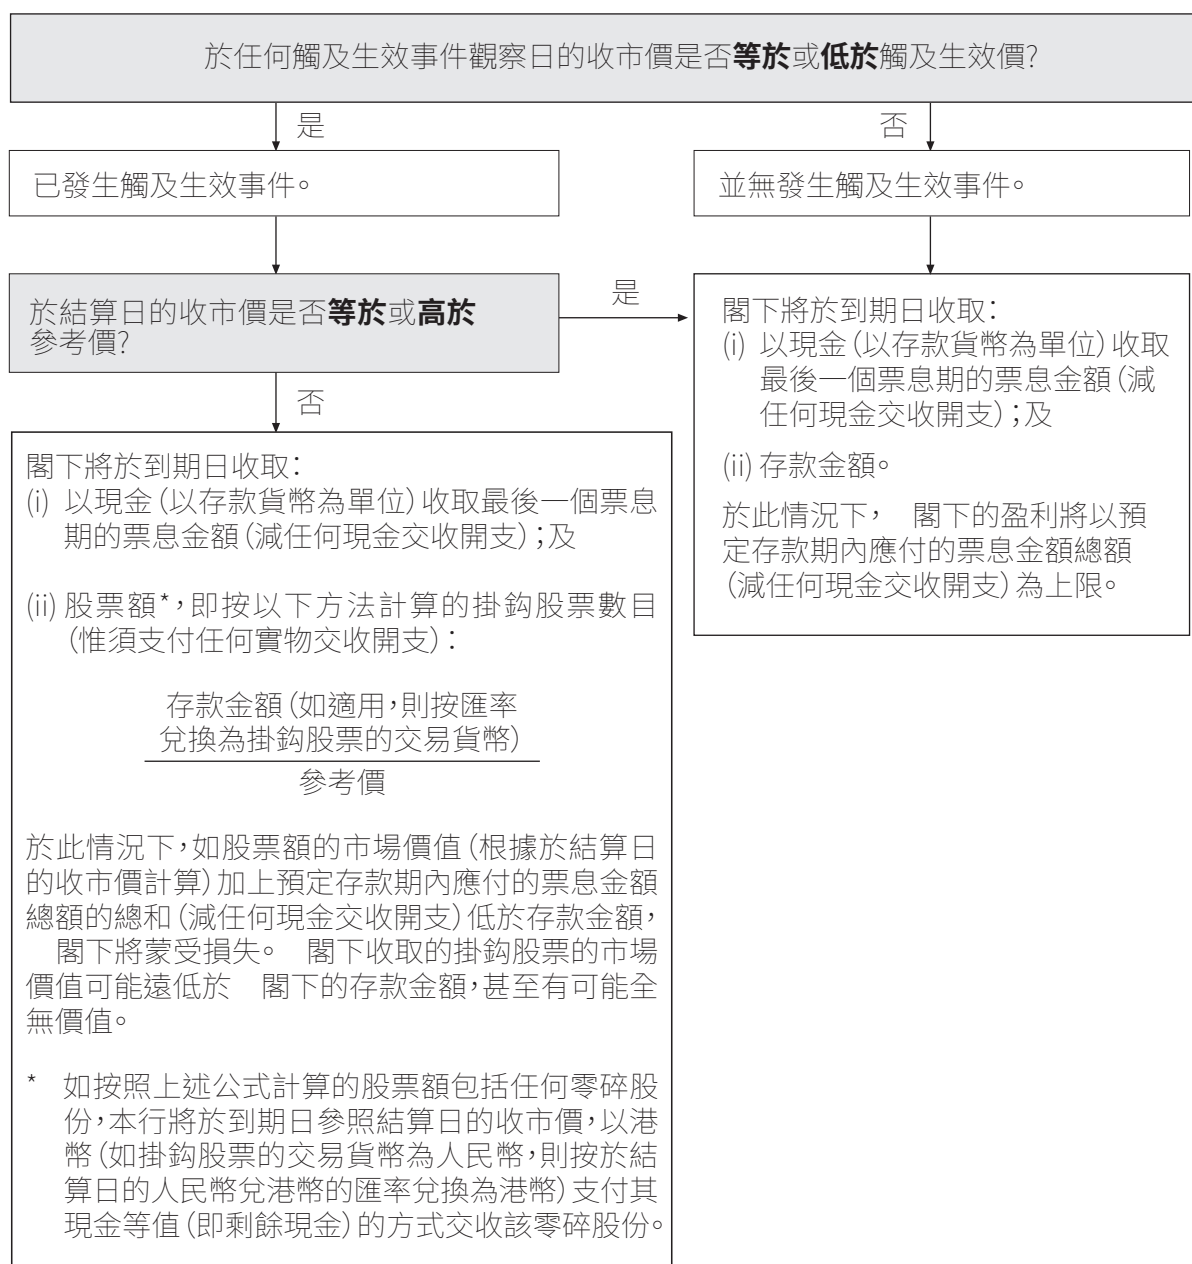 於任何觸及生效事件觀察日的收市價是否等於或低於觸及生效價?
是
否
已發生觸及生效事件。
並無發生觸及生效事件。
於結算日的收市價是否等於或高於
參考價?
是
否
閣下將於到期日收取:
(i) 以現金(以存款貨幣為單位)收取
最後一個票息期的票息金額(減
任何現金交收開支);及
(ii) 存款金額。
於此情況下, 閣下的盈利將以預
定存款期內應付的票息金額總額
(減任何現金交收開支)為上限。
閣下將於到期日收取:
(i) 以現金(以存款貨幣為單位)收取最後一個票息
期的票息金額(減任何現金交收開支);及
(ii) 股票額*,即按以下方法計算的掛鈎股票數目
(惟須支付任何實物交收開支):
存款金額(如適用,則按匯率
兌換為掛鈎股票的交易貨幣)
參考價
於此情況下,如股票額的市場價值(根據於結算日
的收市價計算)加上預定存款期內應付的票息金額
總額的總和(減任何現金交收開支)低於存款金額,
閣下將蒙受損失。 閣下收取的掛鈎股票的市場
價值可能遠低於 閣下的存款金額,甚至有可能全
無價值。
* 如按照上述公式計算的股票額包括任何零碎股
份,本行將於到期日參照結算日的收市價,以港
幣(如掛鈎股票的交易貨幣為人民幣,則按於結
算日的人民幣兌港幣的匯率兌換為港幣)支付其
現金等值(即剩餘現金)的方式交收該零碎股份。